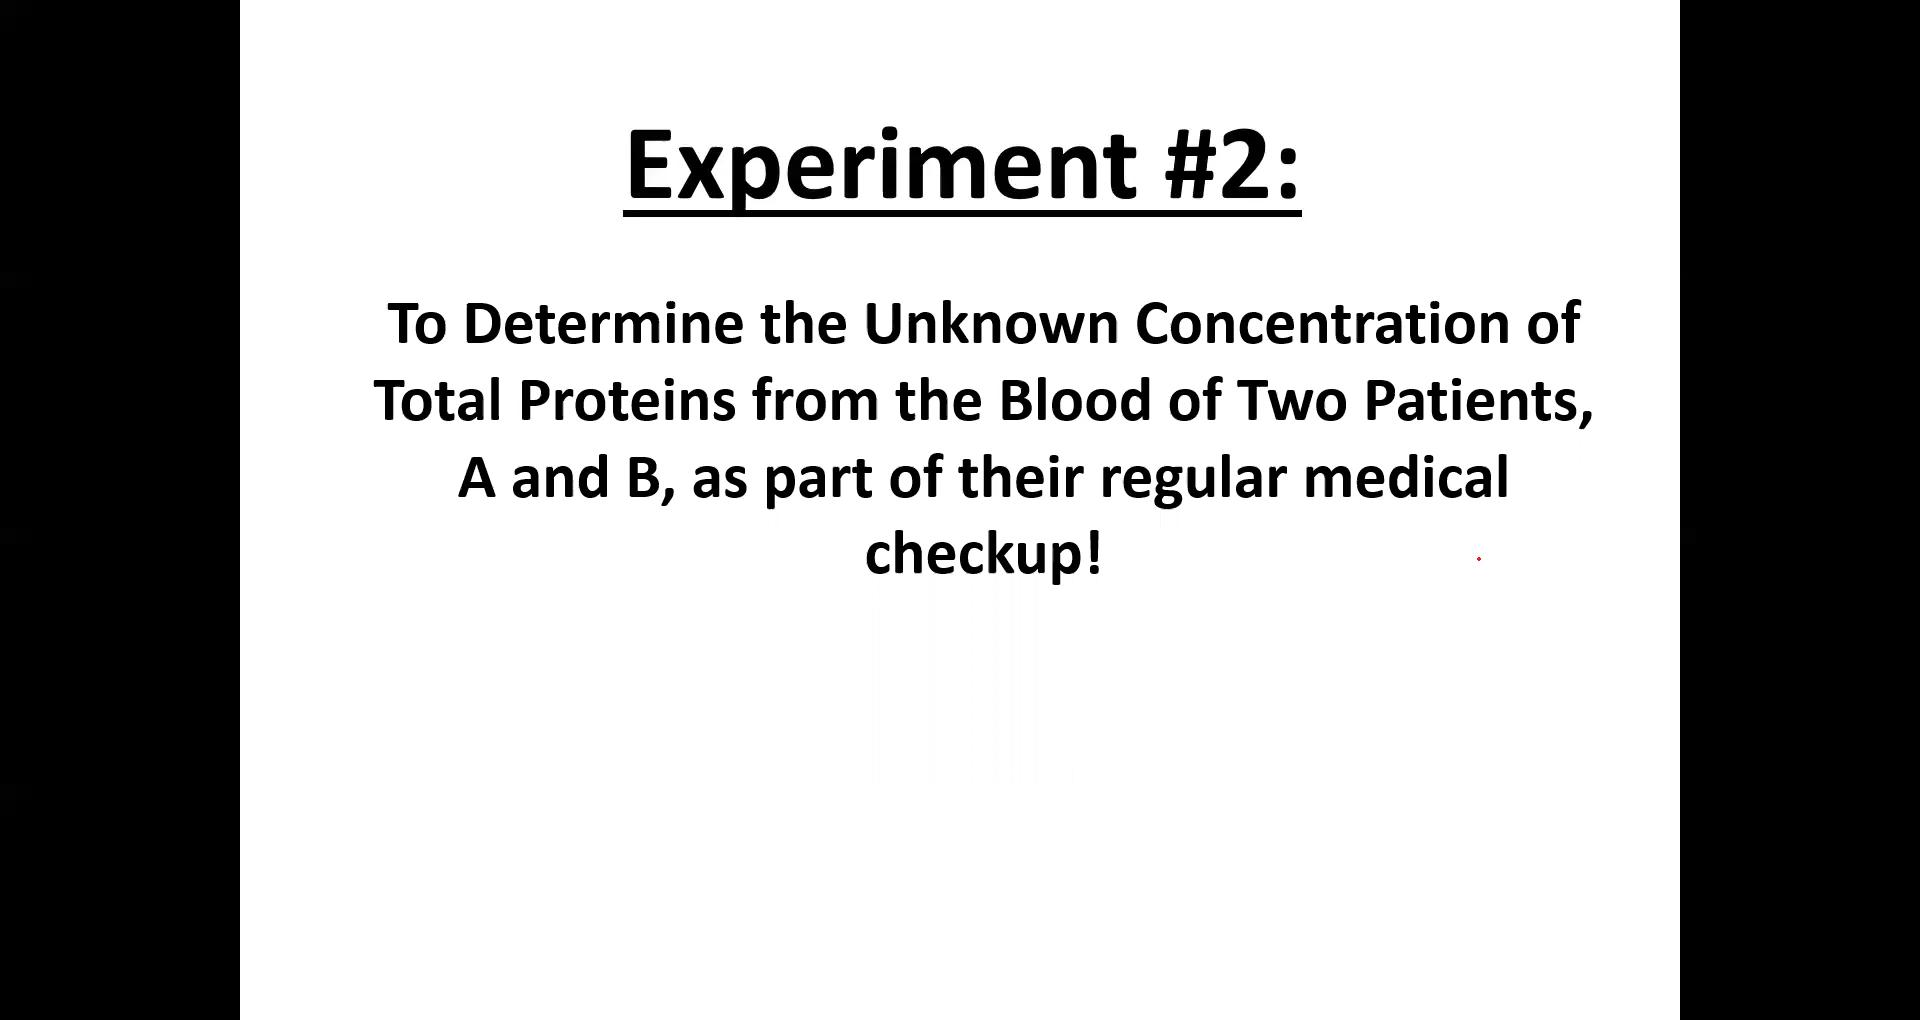 Experiment #2:
To Determine the Unknown Concentration of
Total Proteins from the Blood of Two Patients,
A and B, as part of their regular medical
checkup!